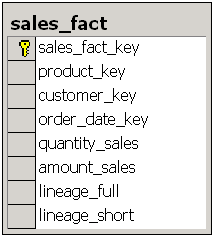 sales_fact
sales_fact_key
product_key
customer_key
order_date_key
quantity_sales
amount_sales
lineage_full
lineage_short